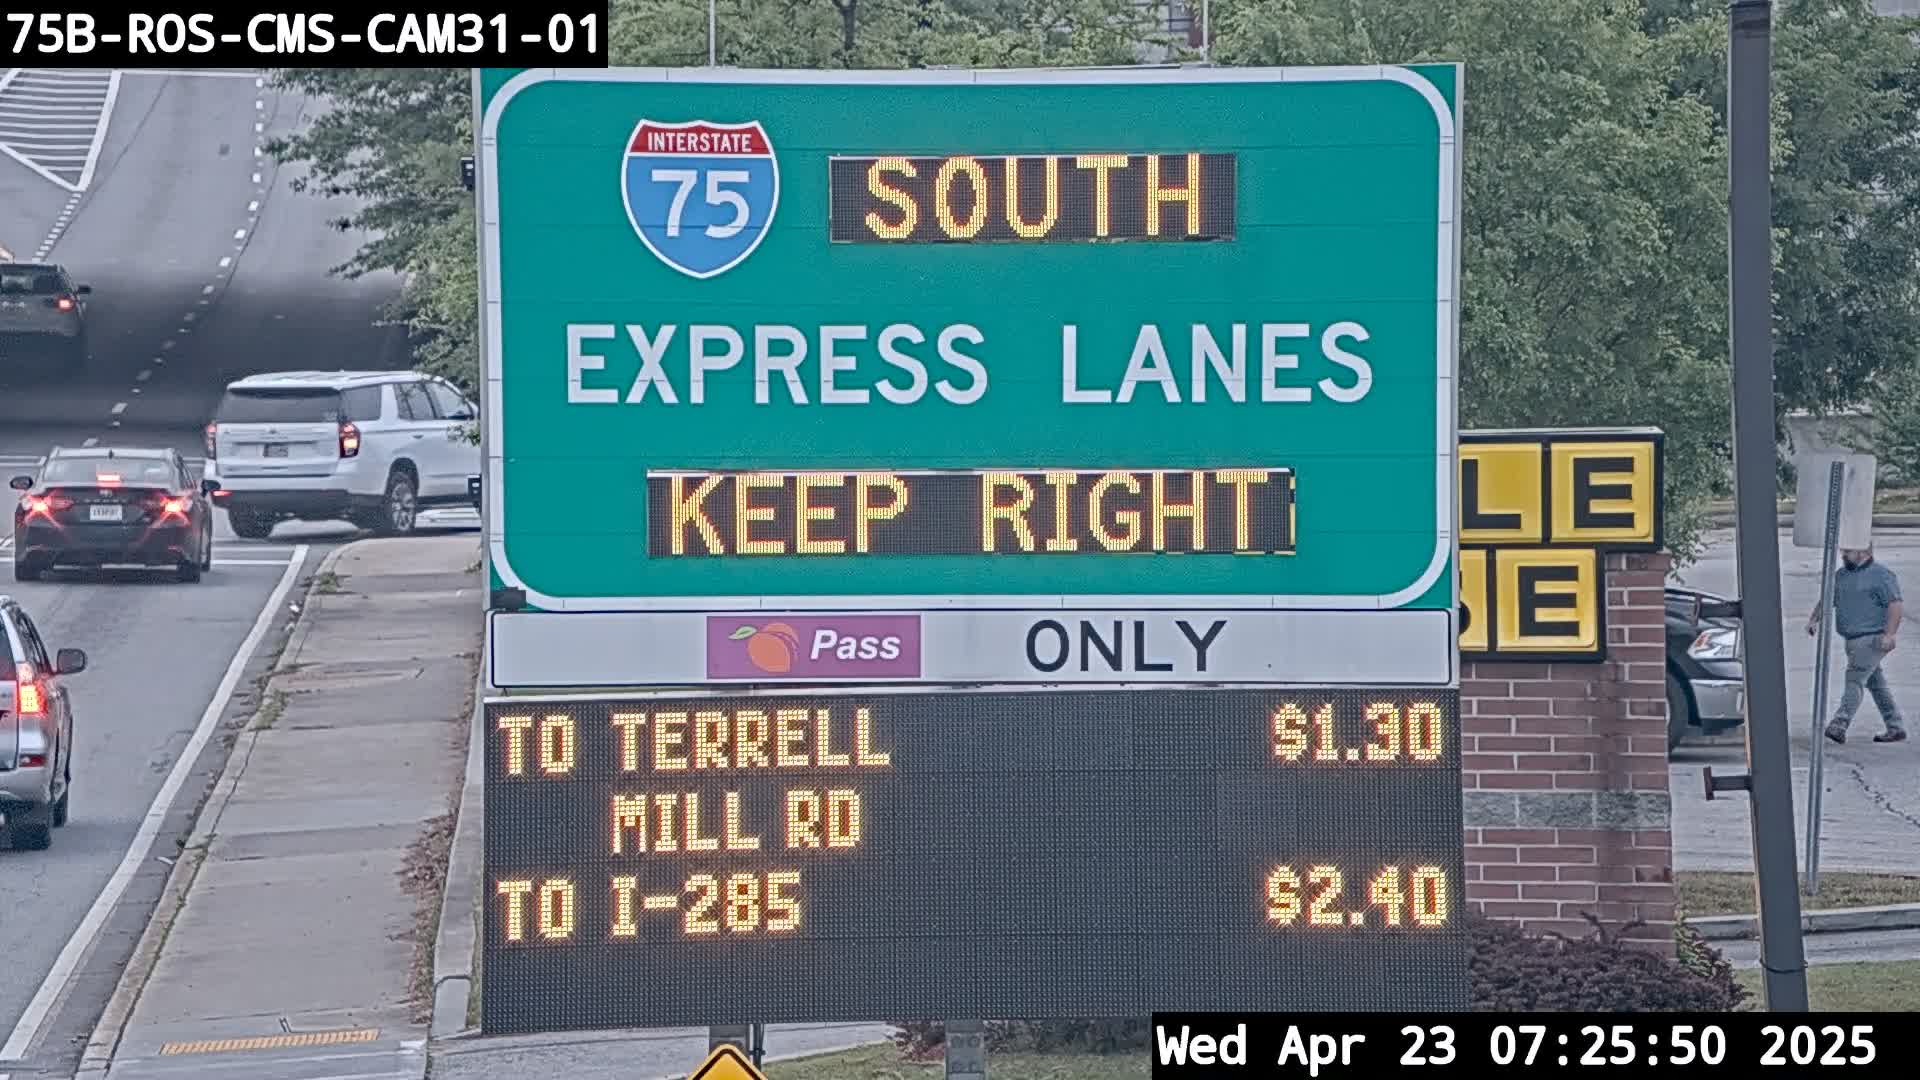 75B-ROS-CMS-CAM31-01
INTERSTATE
75
SOUTH
EXPRESS LANES
KEEP RIGHT
Pass ONLY
TO TERRELL $1.30
MILL RD
TO I-285 $2.40
LE
E
Wed Apr 23 07:25:50 2025